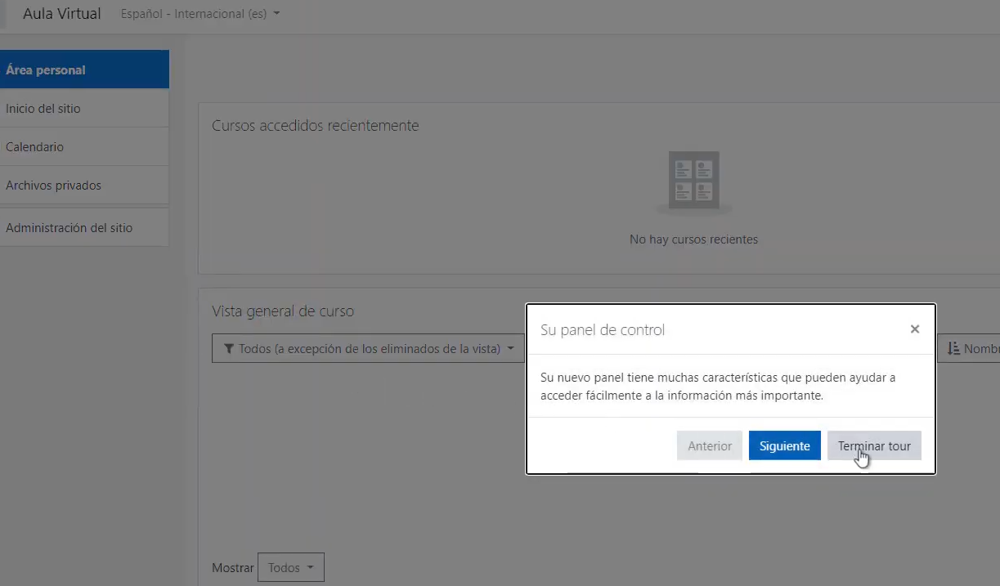 Aula Virtual Español - Internacional (es)
Área personal
Inicio del sitio
Calendario
Archivos privados
Administración del sitio
Cursos accedidos recientemente
No hay cursos recientes
Vista general de curso
Todos (a excepción de los eliminados de la vista)
Nombr
Su panel de control
Su nuevo panel tiene muchas características que pueden ayudar a
acceder fácilmente a la información más importante.
Anterior Siguiente Terminar tour
Mostrar Todos